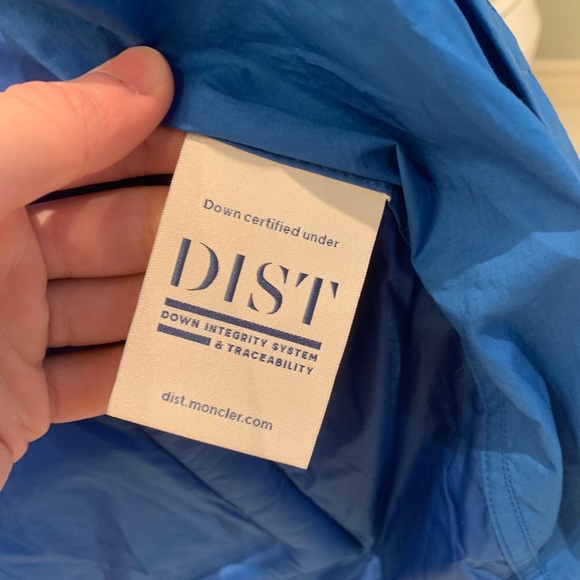 Down certified under
DIST
DOWN INTEGRITY SYSTEM
& TRACEABILITY
dist.moncler.com